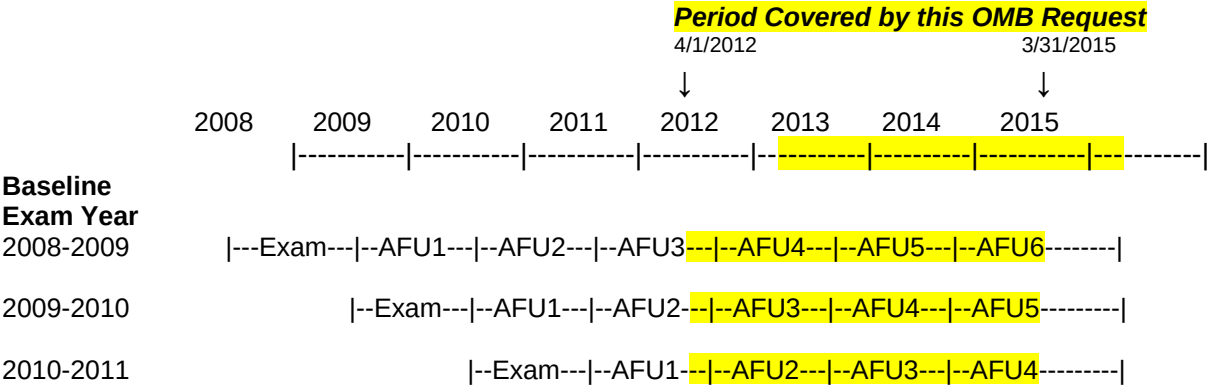 Period Covered by this OMB Request
4/1/2012 3/31/2015
↓ ↓
2008 2009 2010 2011 2012 2013 2014 2015
|-----------|-----------|-----------|-----------|-----------|----------|-----------|-----------|
Baseline
Exam Year
2008-2009 |---Exam---|--AFU1---|--AFU2---|--AFU3---|--AFU4---|--AFU5---|--AFU6--------|
2009-2010 |--Exam---|--AFU1---|--AFU2---|--AFU3---|--AFU4---|--AFU5---------|
2010-2011 |--Exam---|--AFU1---|--AFU2---|--AFU3---|--AFU4---------|